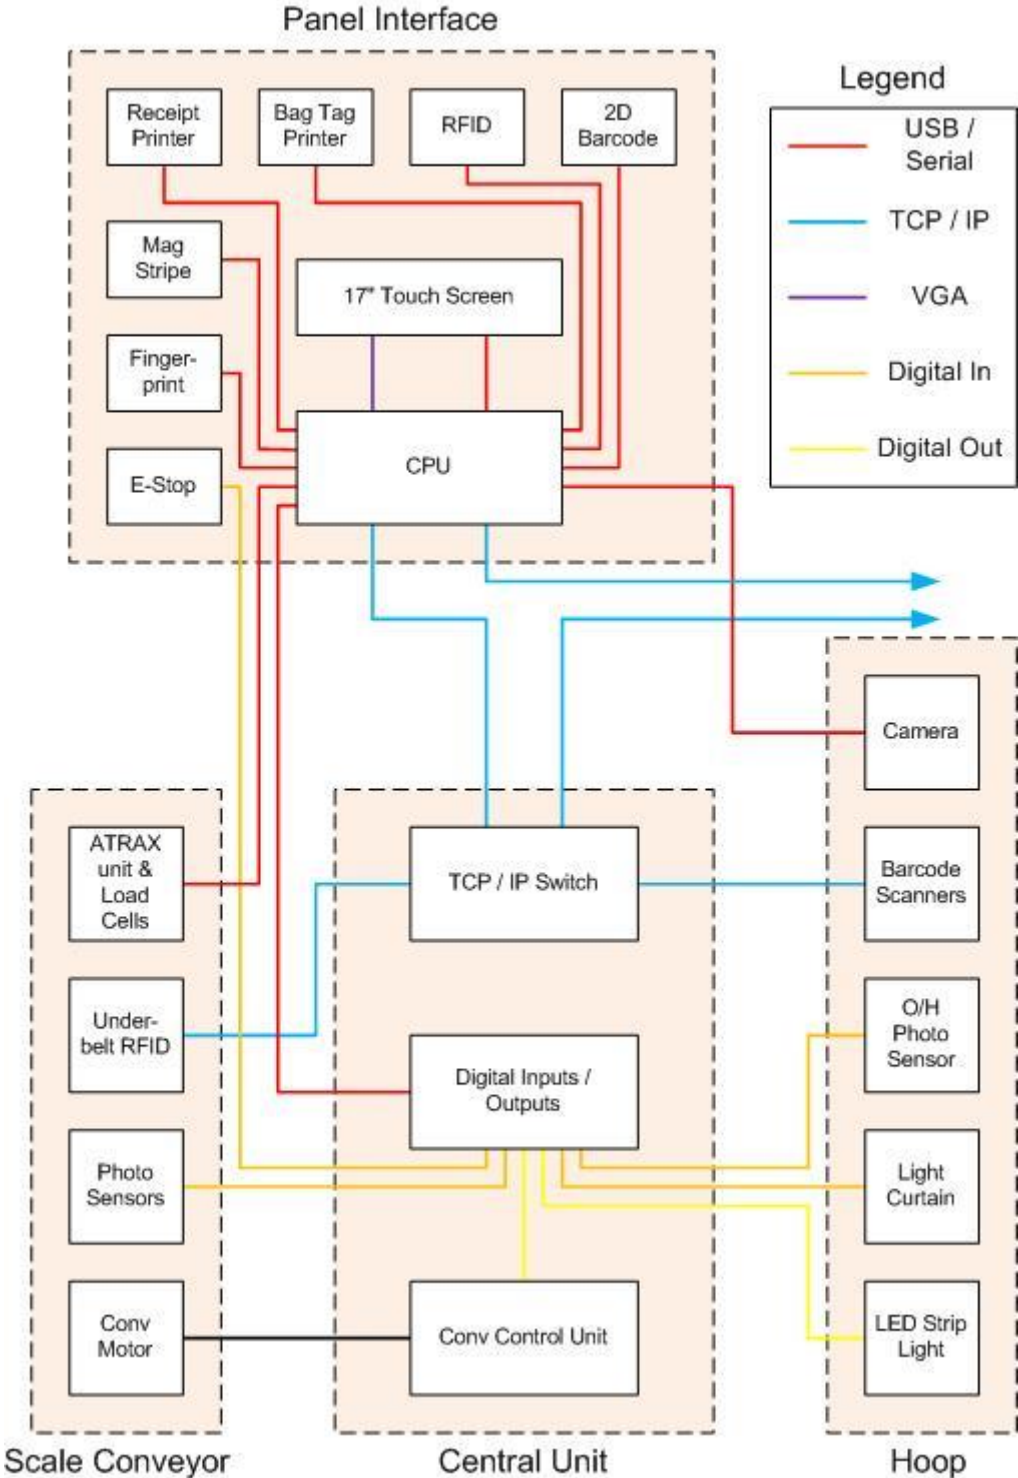 Panel Interface
Legend
Receipt
Printer
Bag Tag
Printer
RFID
2D
Barcode
USB /
Serial
TCP / IP
VGA
Digital In
Digital Out
Mag
Stripe
17" Touch Screen
Finger-
print
E-Stop
CPU
Camera
ATRAX
unit &
Load
Cells
TCP / IP Switch
Barcode
Scanners
Under-
belt RFID
Digital Inputs /
Outputs
O/H
Photo
Sensor
Photo
Sensors
Light
Curtain
Conv
Motor
Conv Control Unit
LED Strip
Light
Scale Conveyor
Central Unit
Hoop